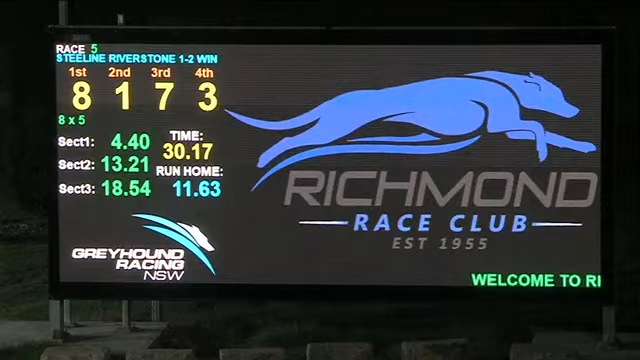 RACE 5
STEELINE RIVERSTONE 1-2 WIN
1st 2nd 3rd 4th
8 1 7 3
8 x 5
Sect1: 4.40
Sect2: 13.21
Sect3: 18.54
TIME:
30.17
RUN HOME:
11.63
GREYHOUND
RACING
NSW
RICHMOND
RACE CLUB
EST 1955
WELCOME TO RI